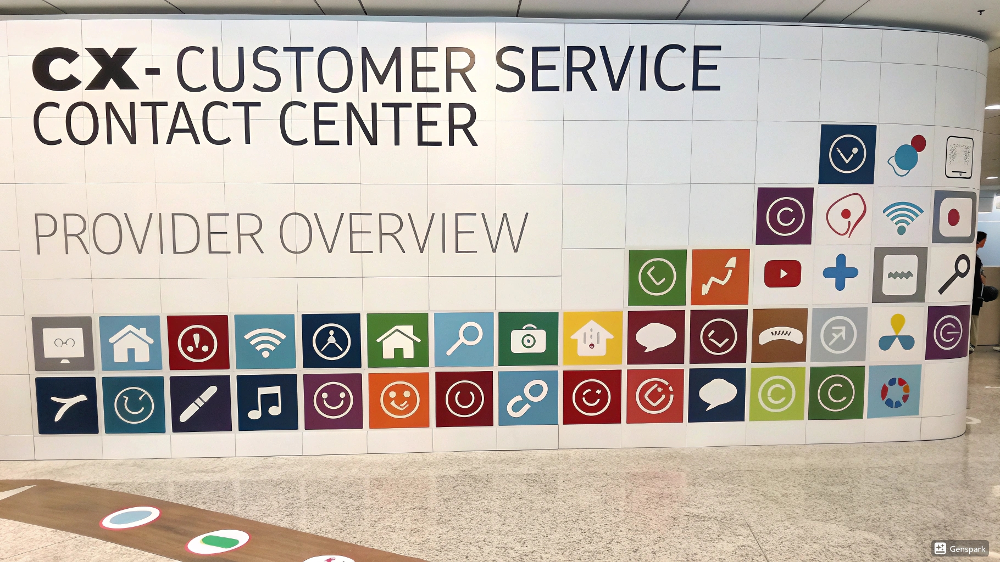 CX- CUSTOMER SERVICE
CONTACT CENTER
PROVIDER OVERVIEW
Genspark